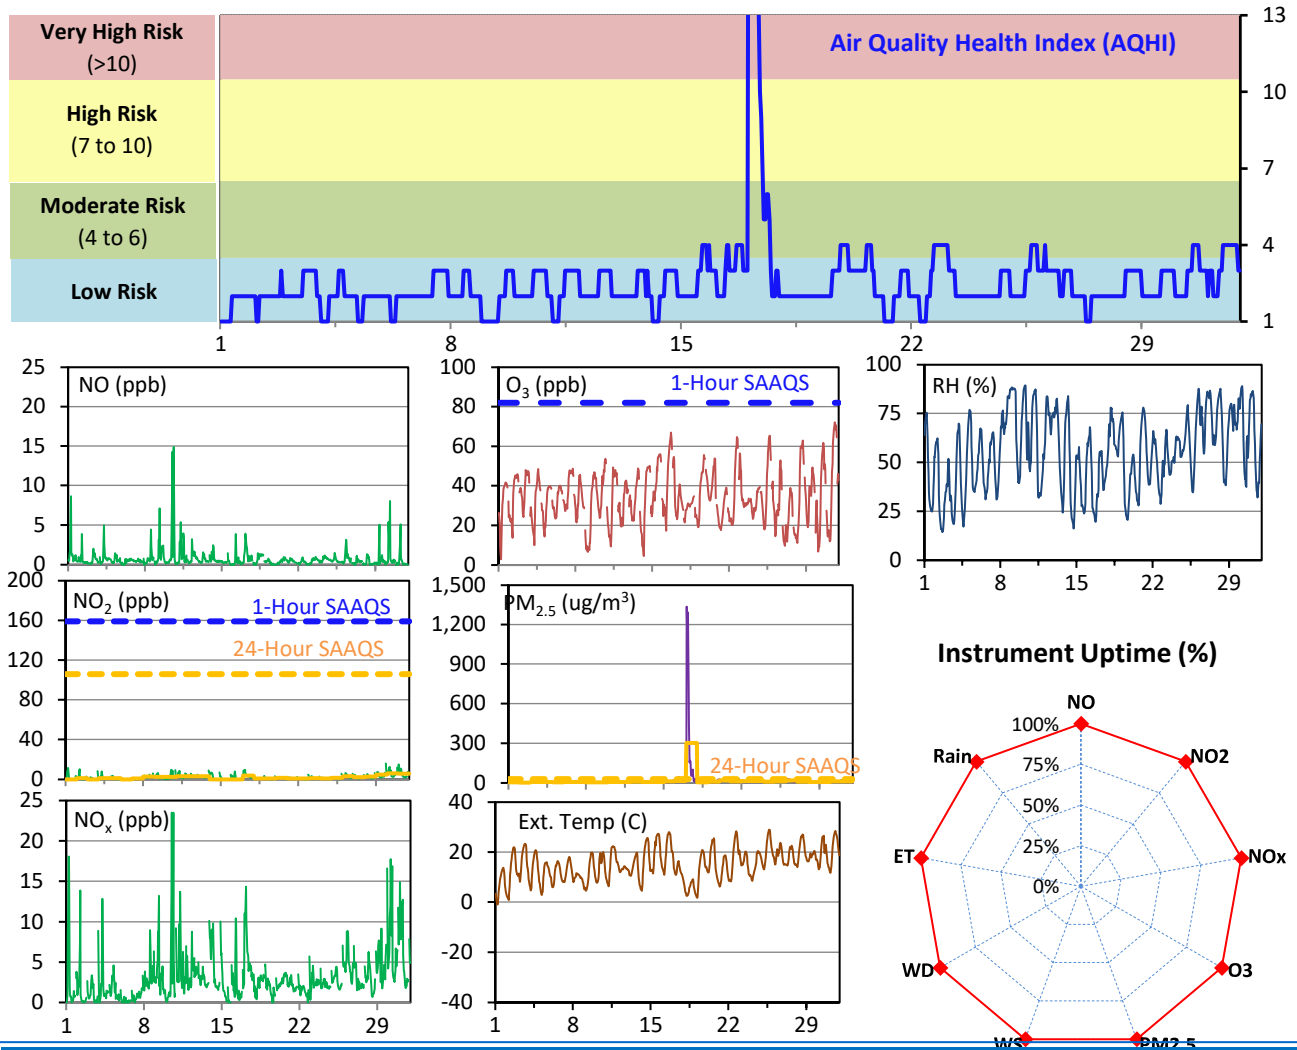 Very High Risk
(>10)
High Risk
(7 to 10)
Moderate Risk
(4 to 6)
Low Risk
Air Quality Health Index (AQHI)
13
10
7
4
1
1 8 15 22 29
NO (ppb)
25
20
15
10
5
0
O3 (ppb)
1-Hour SAAQS
100
80
60
40
20
0
RH (%)
100
75
50
25
0
1 8 15 22 29
NO2 (ppb)
1-Hour SAAQS
24-Hour SAAQS
200
160
120
80
40
0
PM2.5 (ug/m3)
24-Hour SAAQS
1,500
1,200
900
600
300
0
NOx (ppb)
25
20
15
10
5
0
1 8 15 22 29
Ext. Temp (C)
40
20
0
-20
-40
1 8 15 22 29
Instrument Uptime (%)
NO
NO2
NOx
O3
PM2.5
WS
WD
ET
Rain
100%
75%
50%
25%
0%